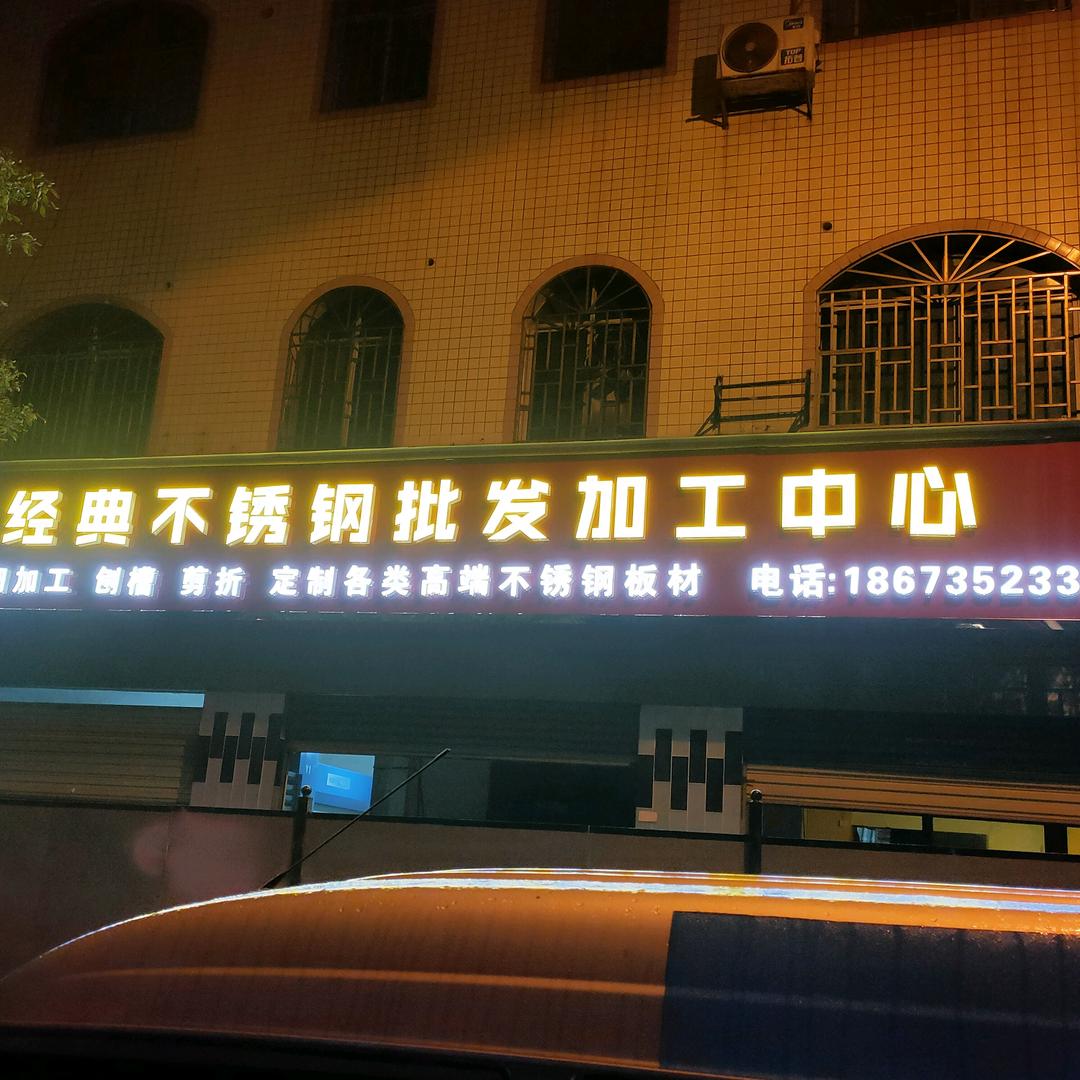 经典不锈钢批发加工中心
加工 刨槽 剪折 定制各类高端不锈钢板材 电话:186735233